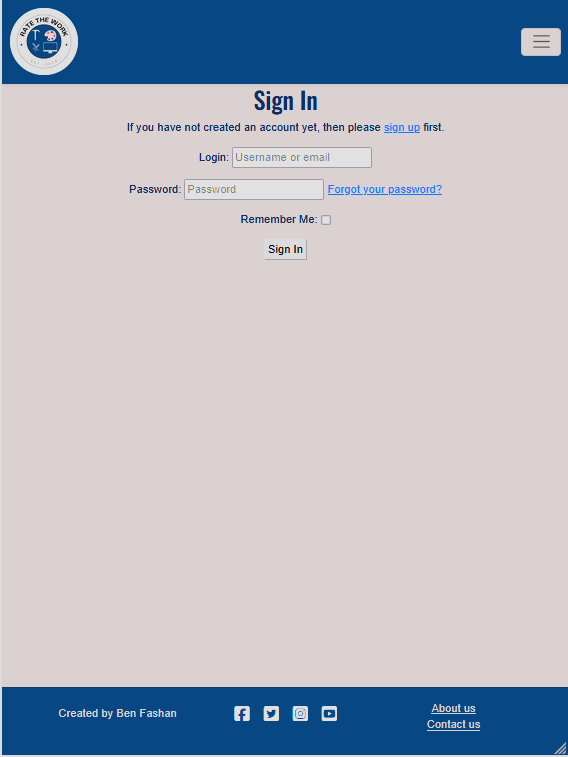 RATE THE WORK
Sign In
If you have not created an account yet, then please sign up first.
Login: Username or email
Password: Password Forgot your password?
Remember Me:
Sign In
Created by Ben Fashan
About us
Contact us